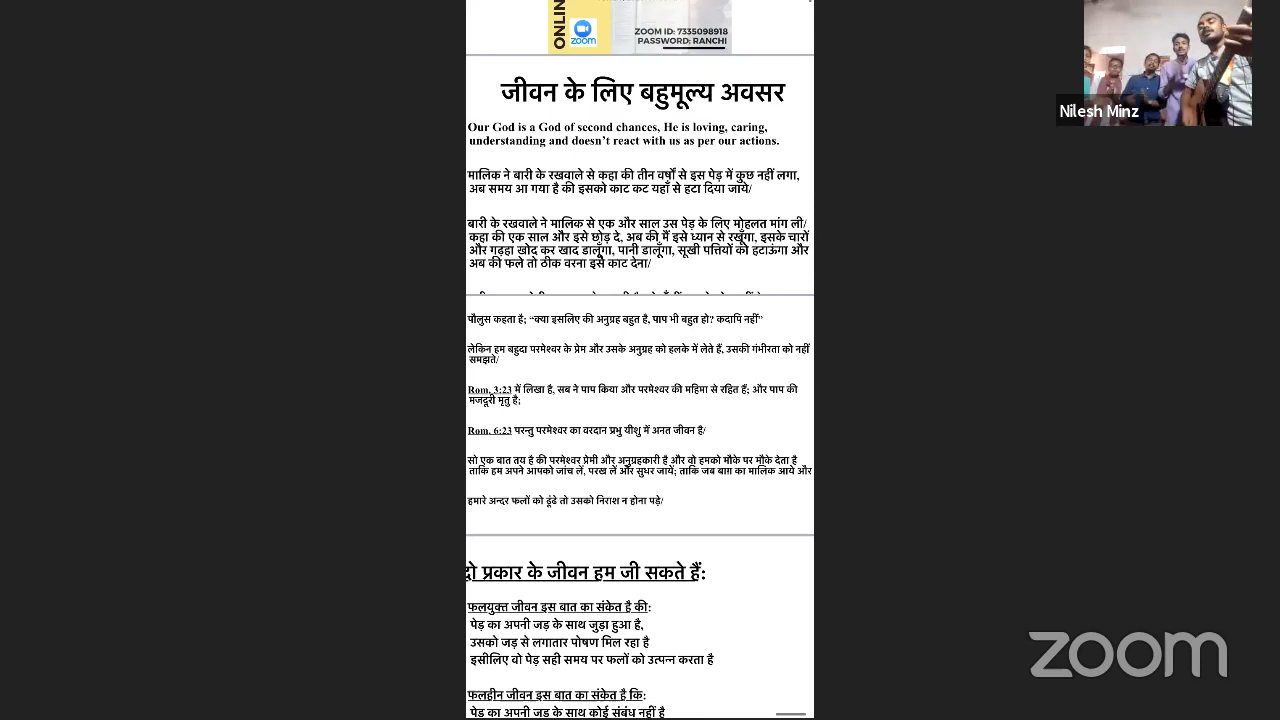 ONLIN
zoom
ZOOM ID: 7335098918
PASSWORD: RANCHI
Nilesh Minz
जीवन के लिए बहुमूल्य अवसर
Our God is a God of second chances, He is loving, caring,
understanding and doesn't react with us as per our actions.
मालिक ने बारी के रखवाले से कहा की तीन वर्षों से इस पेड़ में कुछ नहीं लगा,
अब समय आ गया है की इसको काट कट यहाँ से हटा दिया जाये/
बारी के रखवाले ने मालिक से एक और साल उस पेड़ के लिए मोहलत मांग ली/
कहा की एक साल और इसे छोड़ दे, अब की मैं इसे ध्यान से रखूँगा, इसके चारों
और गढ़हा खोद कर खाद डालूँगा, पानी डालूँगा, सूखी पत्तियों को हटाऊंगा और
अब की फले तो ठीक वरना इसे काट देना/
पौलुस कहता है; “क्या इसलिए की अनुग्रह बहुत है, पाप भी बहुत हो? कदापि नहीं”
लेकिन हम बहुदा परमेश्वर के प्रेम और उसके अनुग्रह को हलके में लेते हैं, उसकी गंभीरता को नहीं
समझते/
Rom, 3:23 में लिखा है, सब ने पाप किया और परमेश्वर की महिमा से रहित हैं; और पाप की
मजदूरी मृतु है;
Rom, 6:23 परन्तु परमेश्वर का वरदान प्रभु यीशु में अनत जीवन है/
सो एक बात तय है की परमेश्वर प्रेमी और अनुग्रहकारी है और वो हमको मौके पर मौके देता है
ताकि हम अपने आपको जांच लें, परख लें और सुधर जायें; ताकि जब बाग़ का मालिक आये और
हमारे अन्दर फलों को ढूंढे तो उसको निराश न होना पड़े/
दो प्रकार के जीवन हम जी सकते हैं:
फलयुक्त जीवन इस बात का संकेत है की:
पेड़ का अपनी जड़ के साथ जुड़ा हुआ है,
उसको जड़ से लगातार पोषण मिल रहा है
इसीलिए वो पेड़ सही समय पर फलों को उत्पन्न करता है
फलहीन जीवन इस बात का संकेत है कि:
पेड़ का अपनी जड़ के साथ कोई संबंध नहीं है
zoom